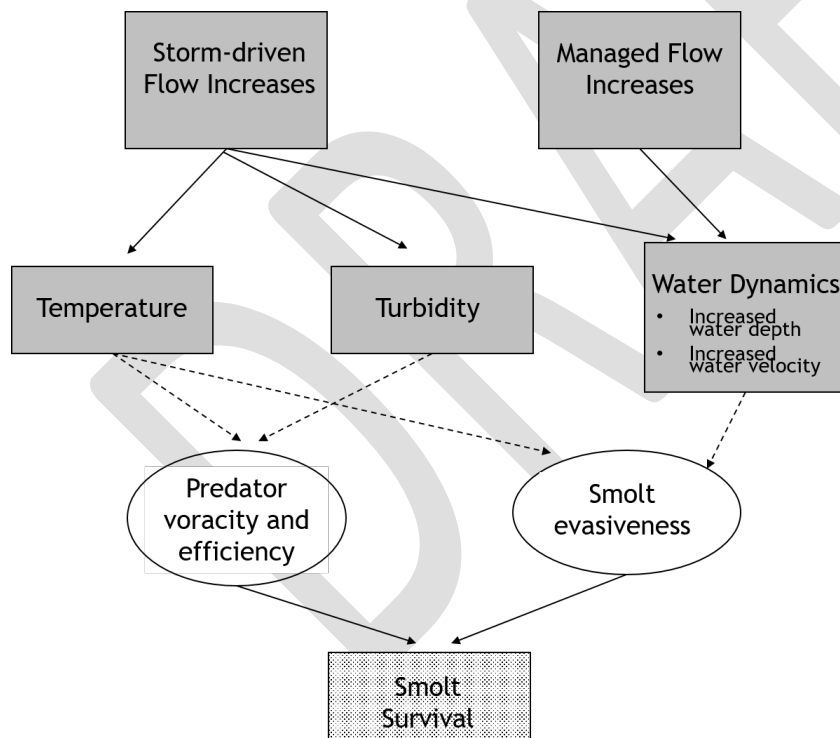 Storm-driven
Flow Increases
Managed Flow
Increases
Temperature
Turbidity
Water Dynamics
• Increased
water depth
• Increased
water velocity
Predator
voracity and
efficiency
Smolt
evasiveness
Smolt
Survival
DRAFT